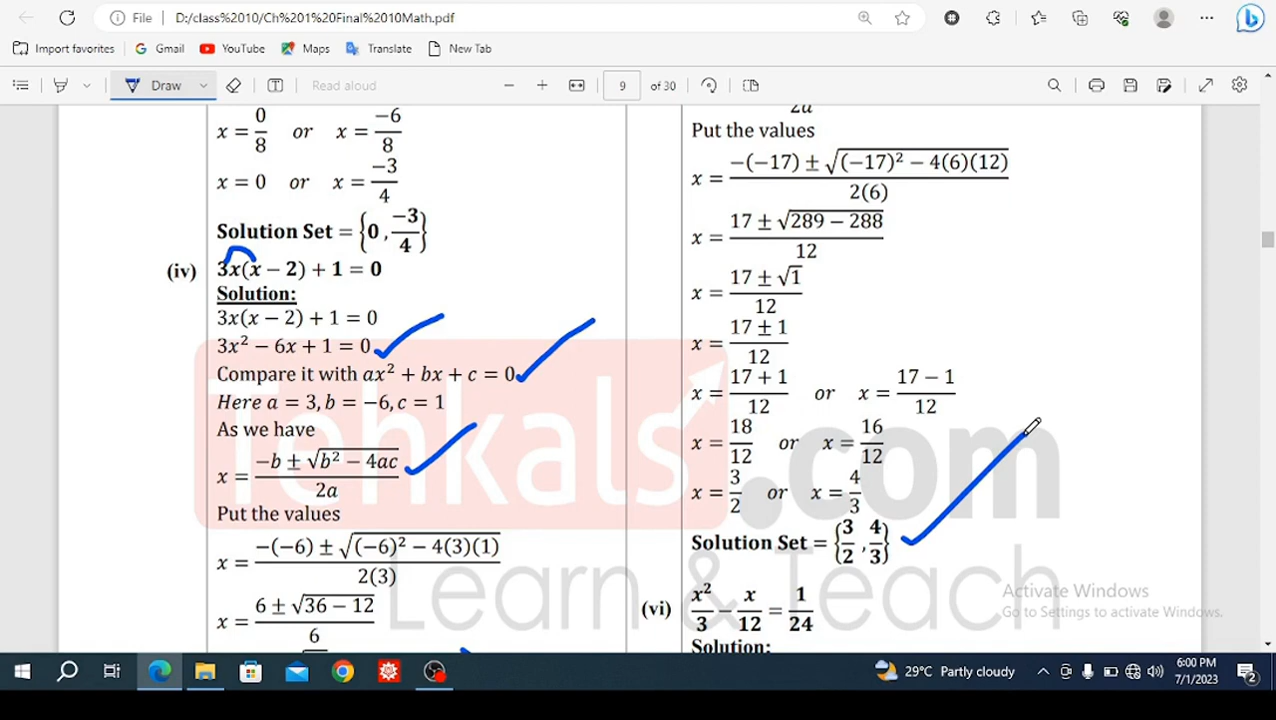 File
D:/class%2010/Ch%201%20Final%2010Math.pdf
Import favorites
Gmail
YouTube
Maps
Translate
New Tab
Draw
Read aloud
9 of 30
x = 0/8 or x = -6/8
x = 0 or x = -3/4
Solution Set = {0 , -3/4}
(iv) 3x(x − 2) + 1 = 0
Solution:
3x(x − 2) + 1 = 0
3x² − 6x + 1 = 0
Compare it with ax² + bx + c = 0
Here a = 3, b = −6, c = 1
As we have
x = (−b ± √(b² − 4ac))/2a
Put the values
x = (−(−6) ± √((−6)² − 4(3)(1)))/2(3)
x = (6 ± √(36 − 12))/6
2a
Put the values
x = (−(−17) ± √((−17)² − 4(6)(12)))/2(6)
x = (17 ± √(289 − 288))/12
x = (17 ± √1)/12
x = (17 ± 1)/12
x = (17 + 1)/12 or x = (17 − 1)/12
x = 18/12 or x = 16/12
x = 3/2 or x = 4/3
Solution Set = {3/2 , 4/3}
(vi) x²/3 − x/12 = 1/24
Solution:
Tehkals.com
Learn & Teach
Activate Windows
Go to Settings to activate Windows.
29°C Partly cloudy
6:00 PM
7/1/2023
2